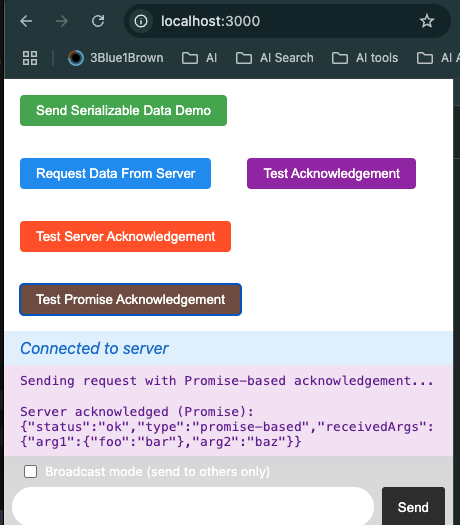 localhost:3000
3Blue1Brown AI AI Search AI tools AI A
Send Serializable Data Demo
Request Data From Server Test Acknowledgement
Test Server Acknowledgement
Test Promise Acknowledgement
Connected to server
Sending request with Promise-based acknowledgement...
Server acknowledged (Promise):
{"status":"ok","type":"promise-based","receivedArgs":
{"arg1":{"foo":"bar"},"arg2":"baz"}}
Broadcast mode (send to others only)
Send